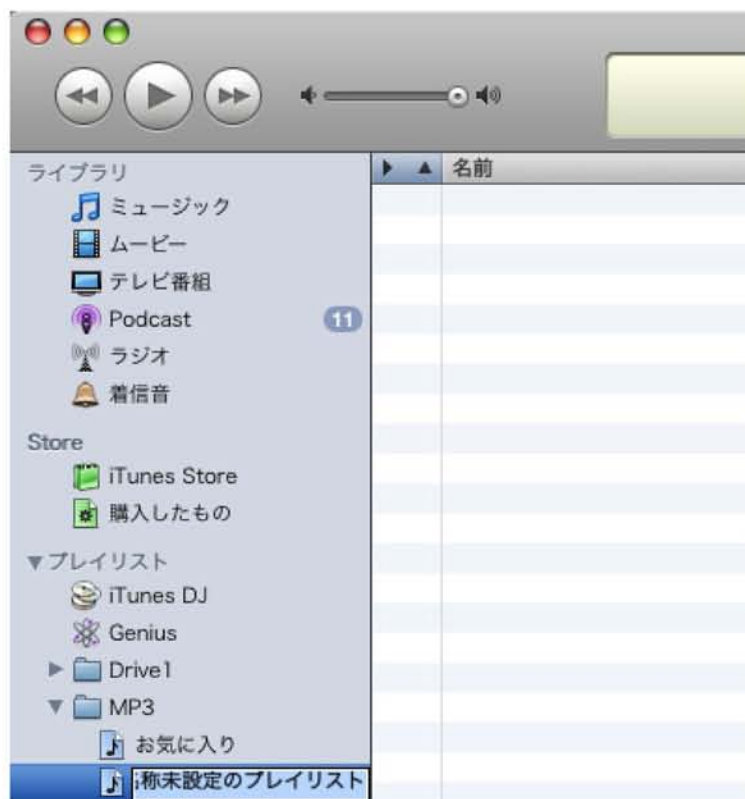 ライブラリ
ミュージック
ムービー
テレビ番組
Podcast 11
ラジオ
着信音
Store
iTunes Store
購入したもの
プレイリスト
iTunes DJ
Genius
Drive1
MP3
お気に入り
称未設定のプレイリスト
名前